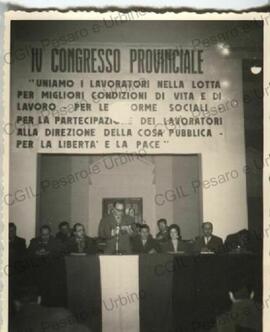 IV CONGRESSO PROVINCIALE
"UNIAMO I LAVORATORI NELLA LOTTA
PER MIGLIORI CONDIZIONI DI VITA E DI
LAVORO - PER LE ORME SOCIALI -
PER LA PARTECIPAZIONE DEI LAVORATORI
ALLA DIREZIONE DELLA COSA PUBBLICA -
PER LA LIBERTA' E LA PACE"
CGIL Pesaro e Urbino